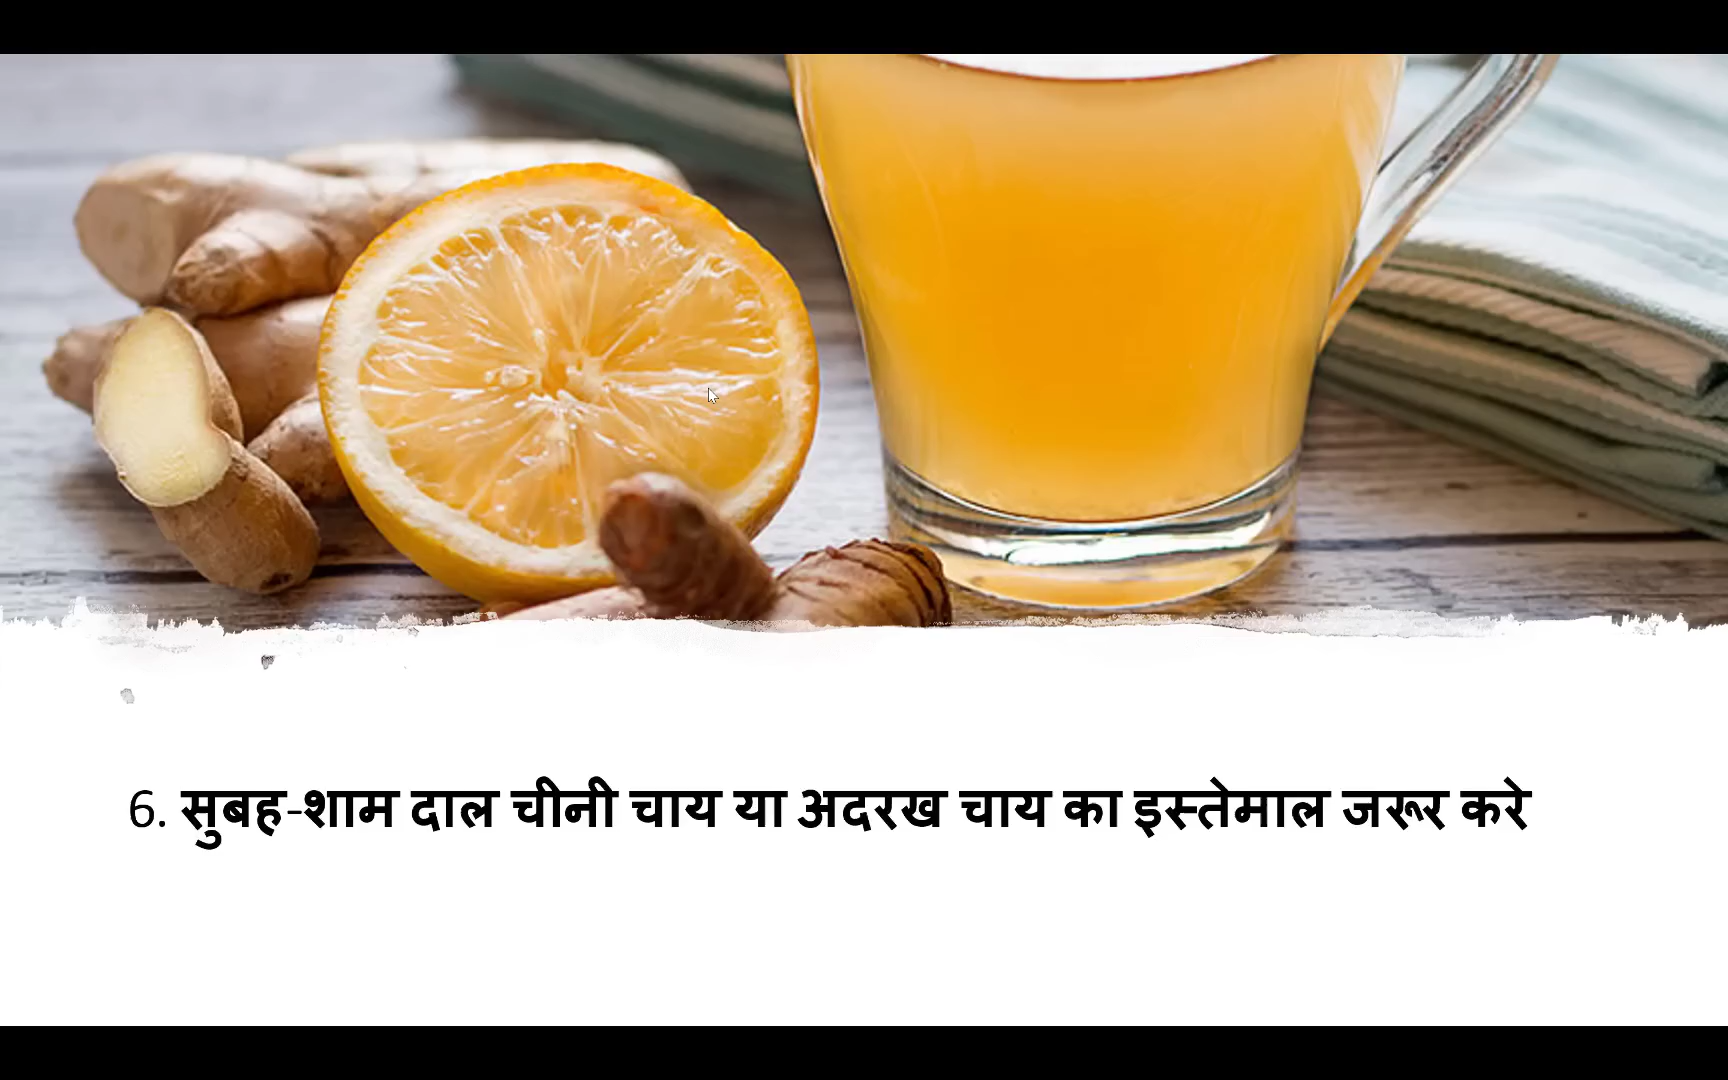 6. सुबह-शाम दाल चीनी चाय या अदरख चाय का इस्तेमाल जरूर करे